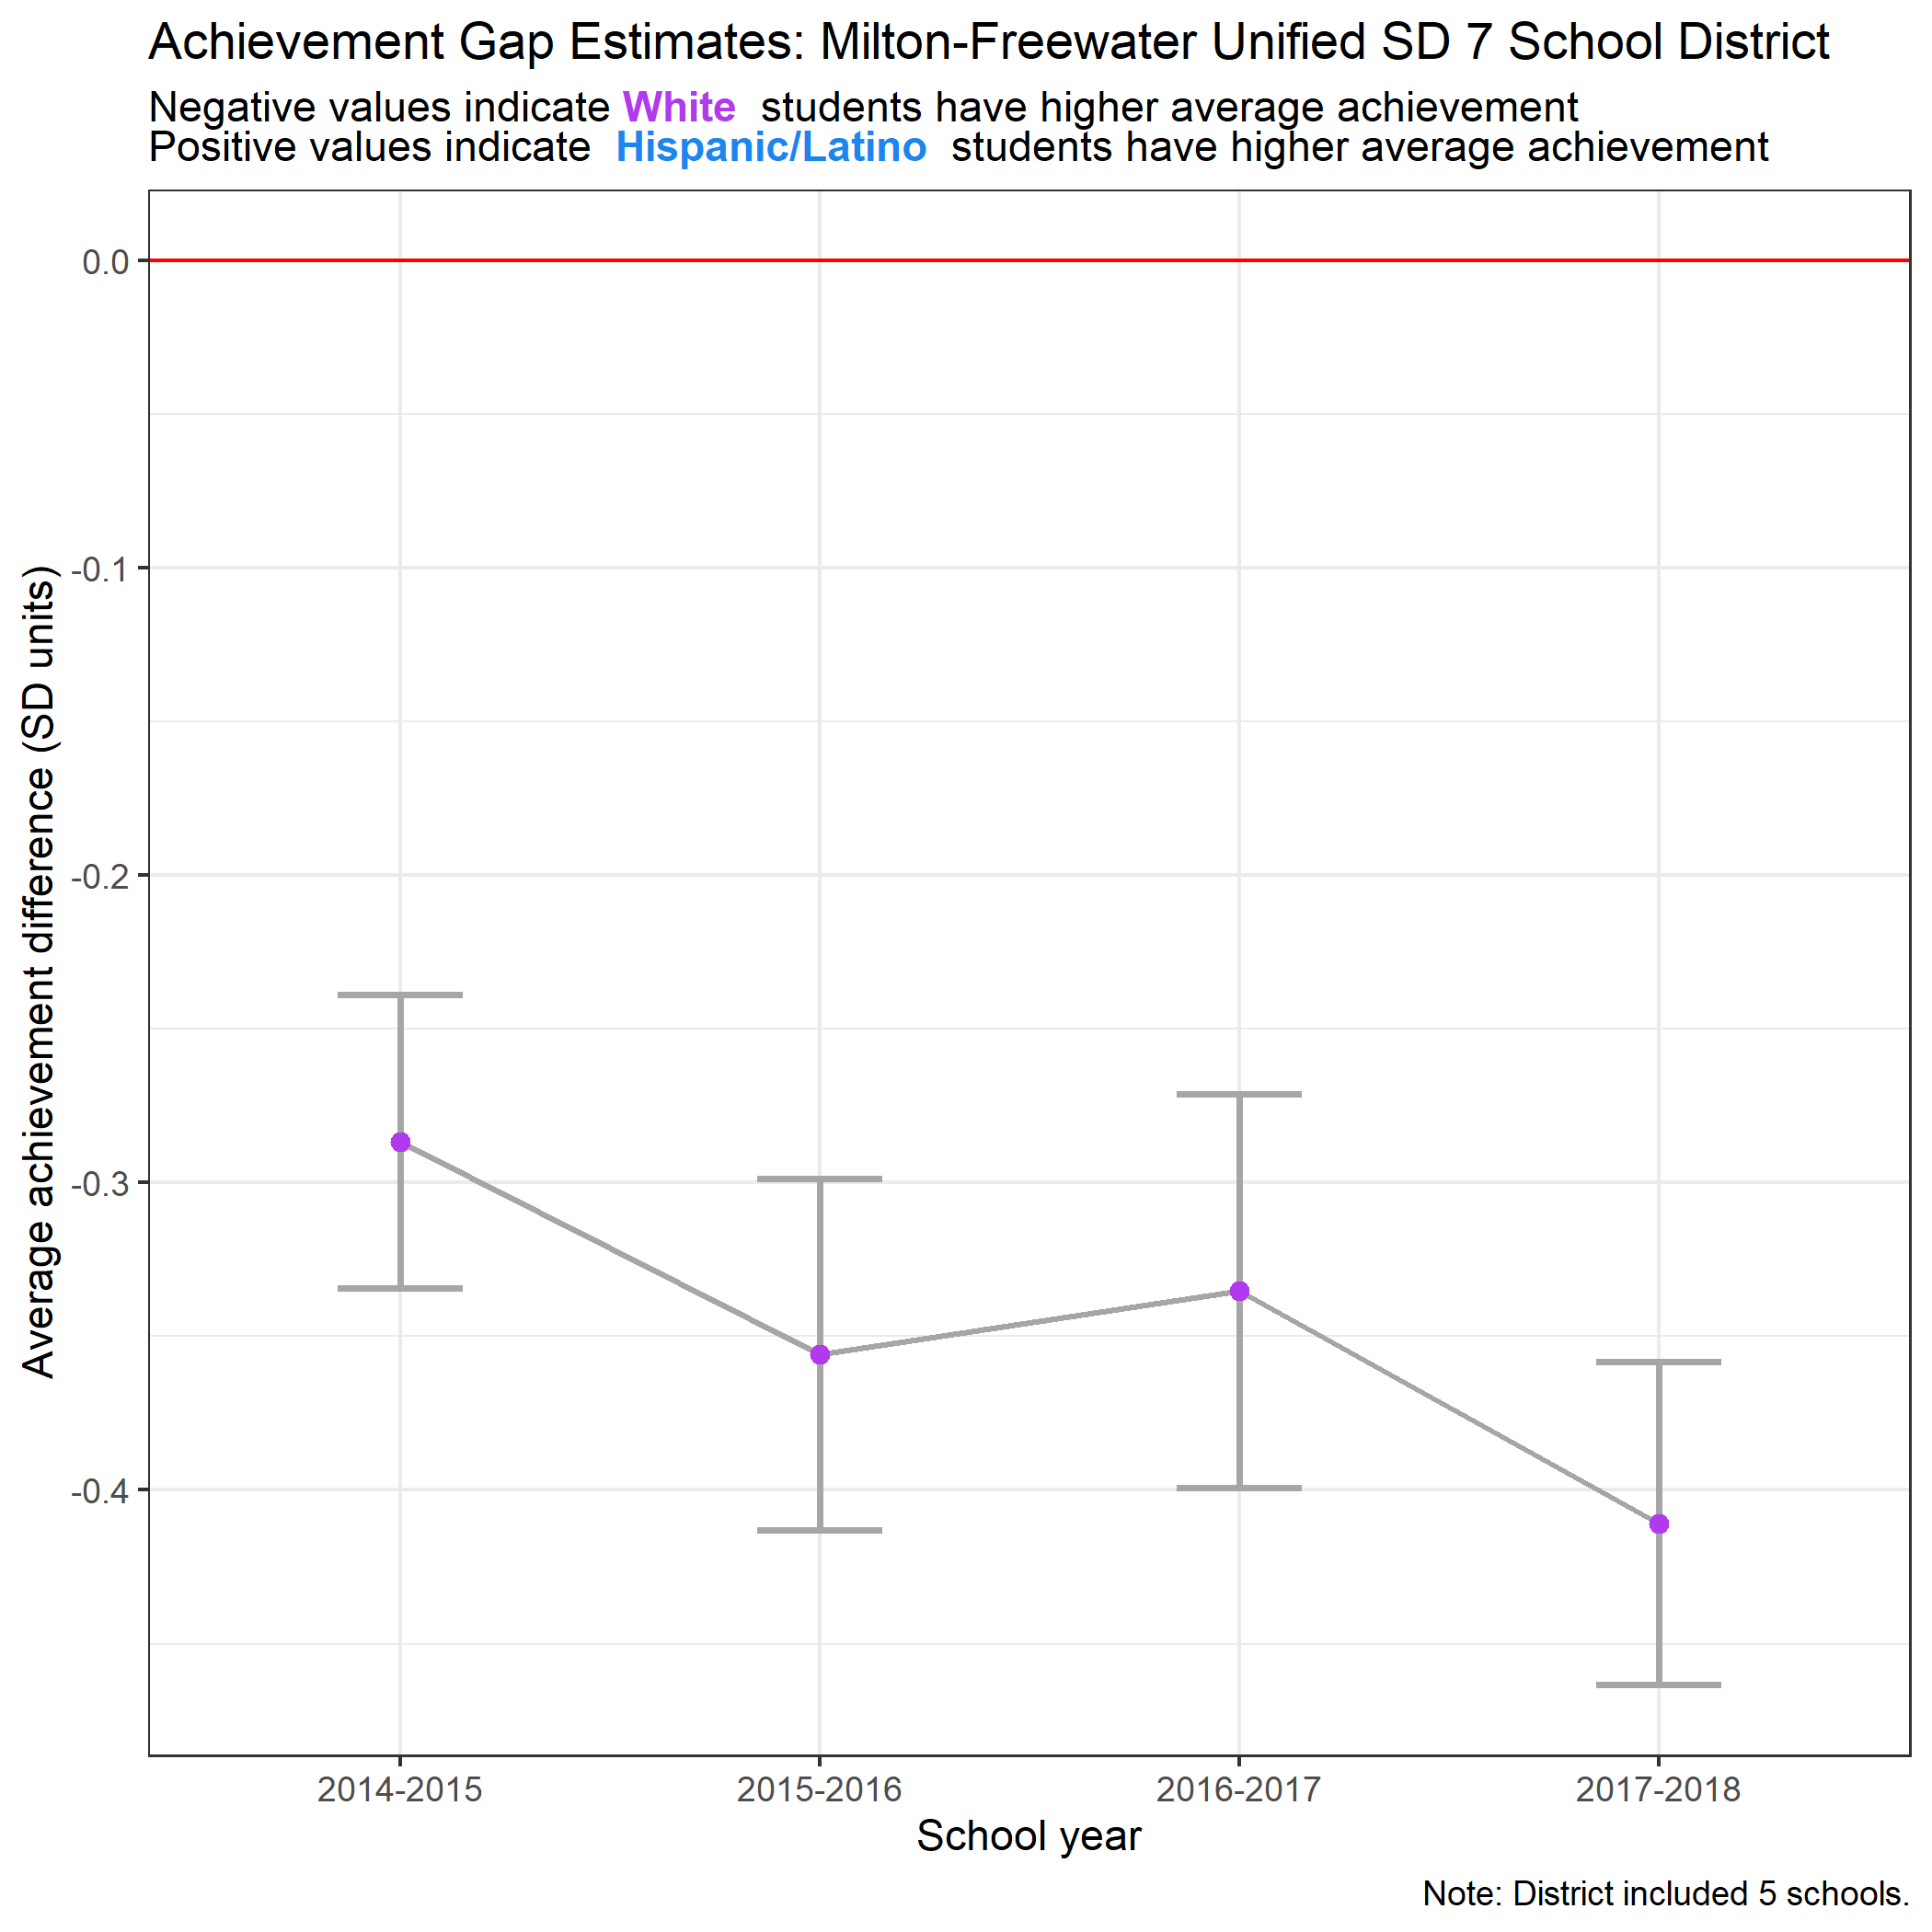 Achievement Gap Estimates: Milton-Freewater Unified SD 7 School District
Negative values indicate White students have higher average achievement
Positive values indicate Hispanic/Latino students have higher average achievement
Average achievement difference (SD units)
0.0
-0.1
-0.2
-0.3
-0.4
2014-2015
2015-2016
2016-2017
2017-2018
School year
Note: District included 5 schools.